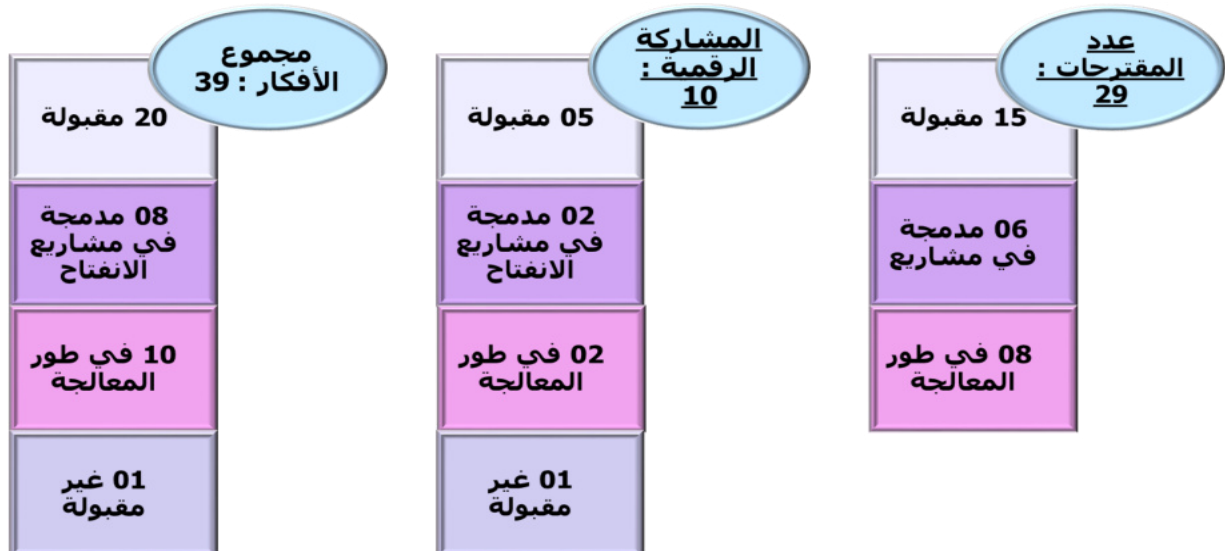 عدد
المقترحات :
29
15 مقبولة
06 مدمجة
في مشاريع
08 في طور
المعالجة
المشاركة
الرقمية :
10
05 مقبولة
02 مدمجة
في مشاريع
الانفتاح
02 في طور
المعالجة
01 غير
مقبولة
مجموع
الأفكار : 39
20 مقبولة
08 مدمجة
في مشاريع
الانفتاح
10 في طور
المعالجة
01 غير
مقبولة